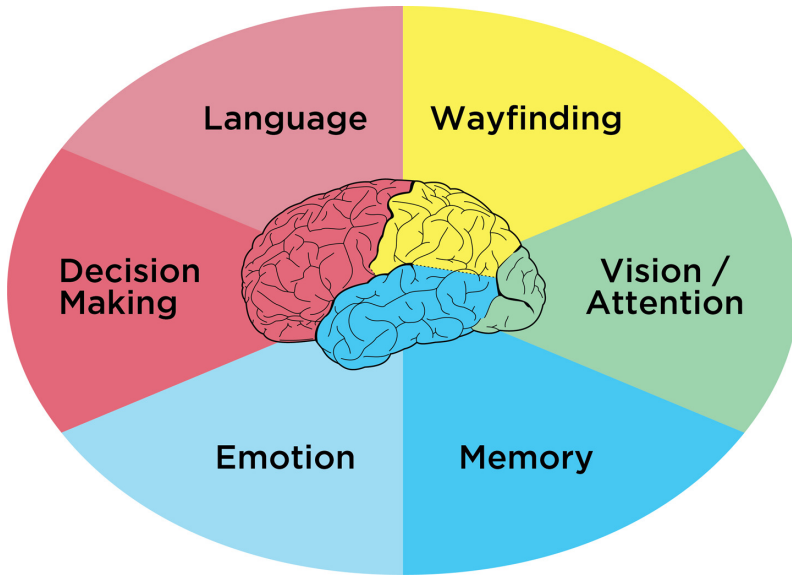 Language
Wayfinding
Decision
Making
Vision /
Attention
Emotion
Memory